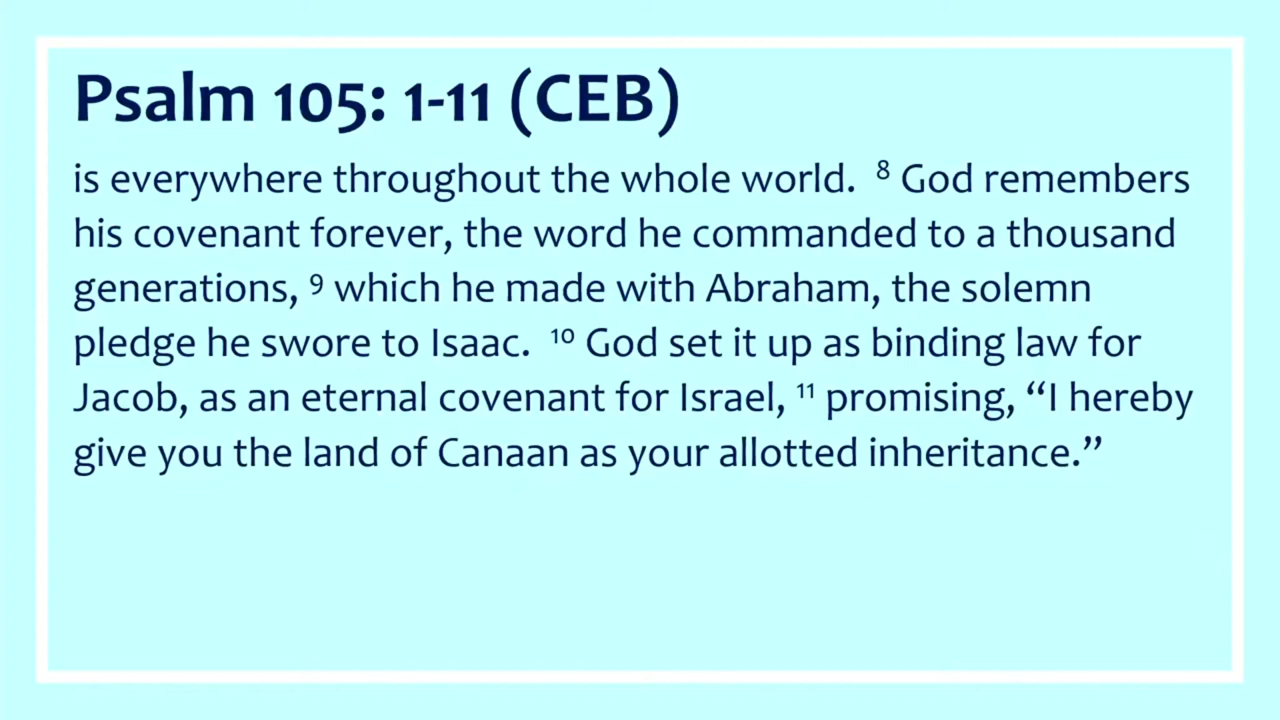 Psalm 105: 1-11 (CEB)
is everywhere throughout the whole world. 8 God remembers
his covenant forever, the word he commanded to a thousand
generations, 9 which he made with Abraham, the solemn
pledge he swore to Isaac. 10 God set it up as binding law for
Jacob, as an eternal covenant for Israel, 11 promising, “I hereby
give you the land of Canaan as your allotted inheritance.”